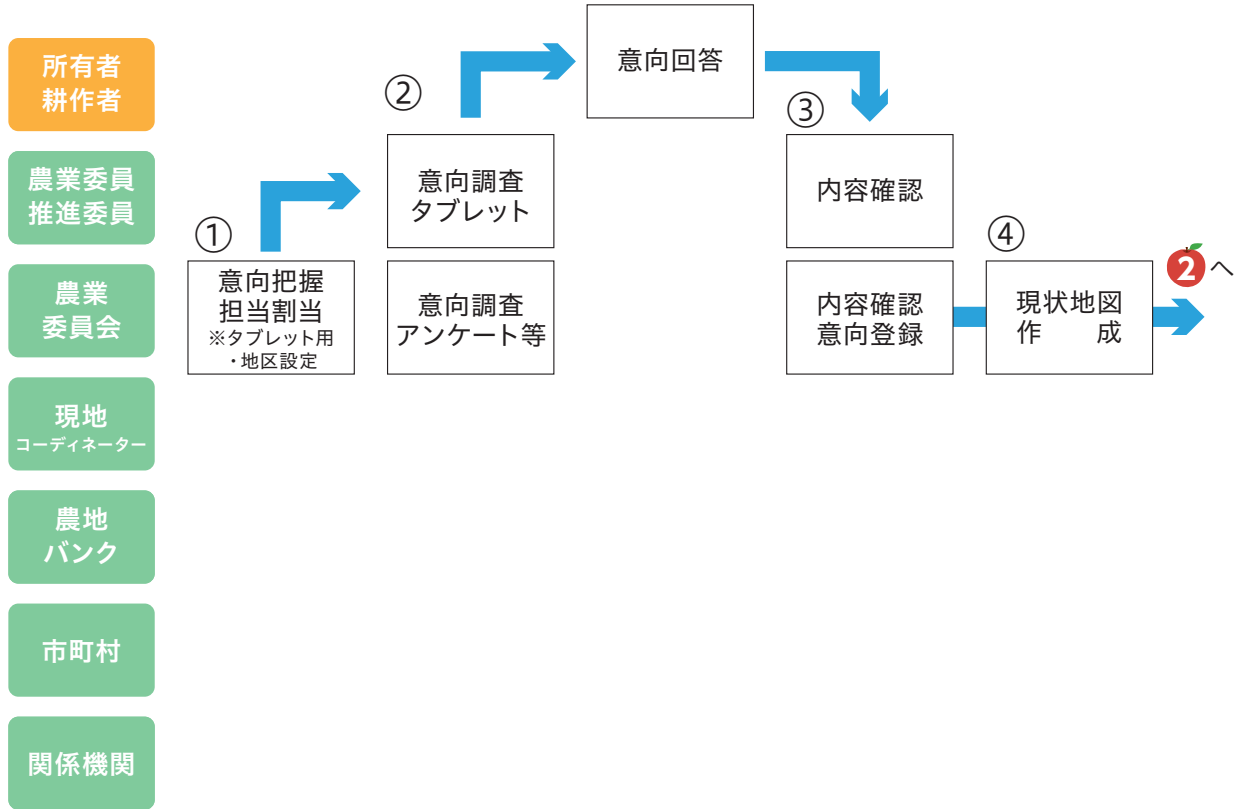 所有者
耕作者
農業委員
推進委員
農業
委員会
現地
コーディネーター
農地
バンク
市町村
関係機関
①
意向把握
担当割当
※タブレット用
・地区設定
②
意向調査
タブレット
意向調査
アンケート等
意向回答
③
内容確認
内容確認
意向登録
④
現状地図
作　　成
2へ